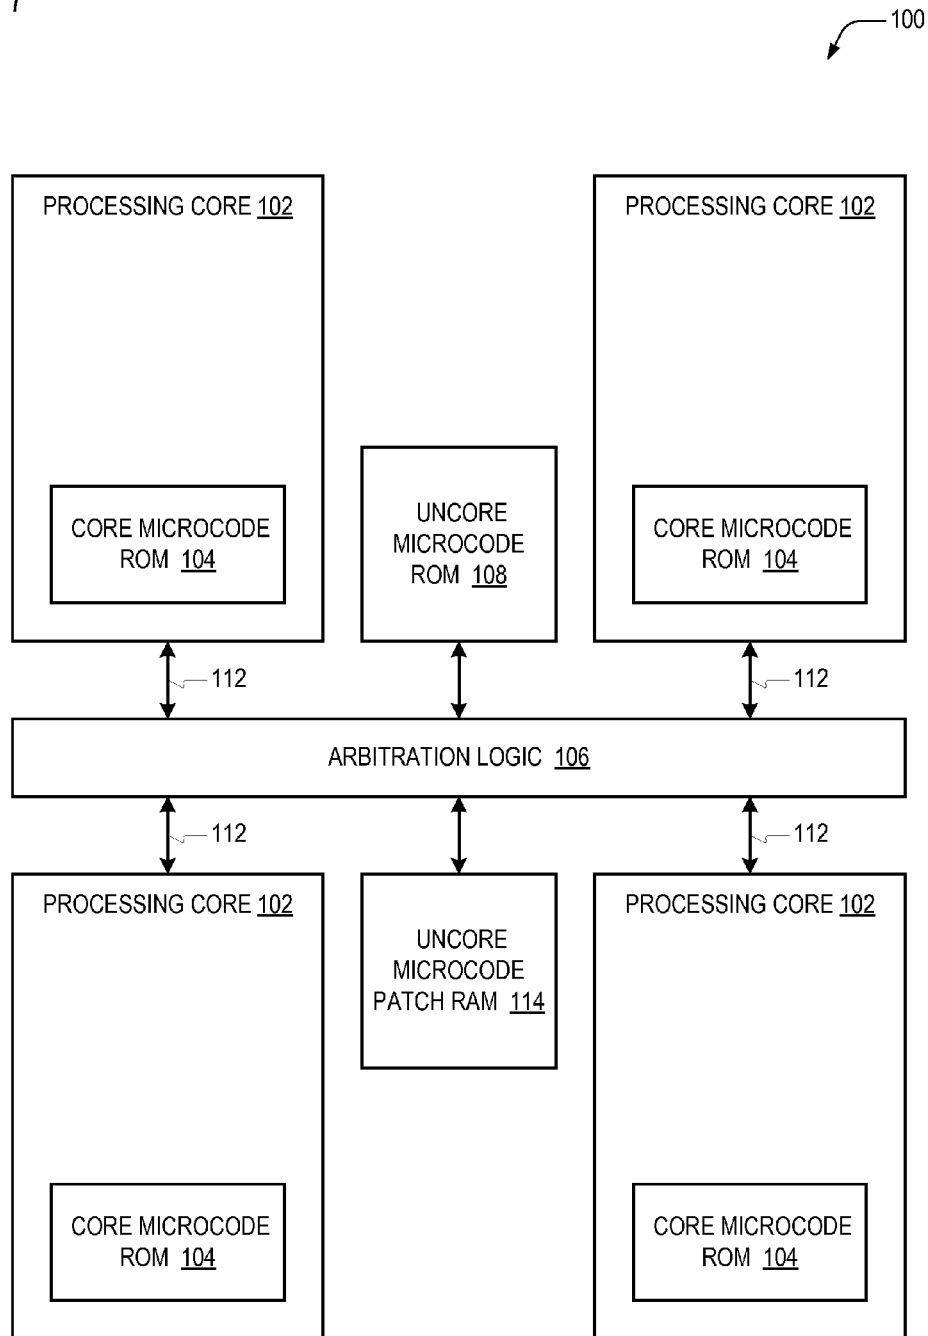 100
PROCESSING CORE 102
PROCESSING CORE 102
CORE MICROCODE
ROM 104
UNCORE
MICROCODE
ROM 108
CORE MICROCODE
ROM 104
112
112
ARBITRATION LOGIC 106
112
112
PROCESSING CORE 102
UNCORE
MICROCODE
PATCH RAM 114
PROCESSING CORE 102
CORE MICROCODE
ROM 104
CORE MICROCODE
ROM 104